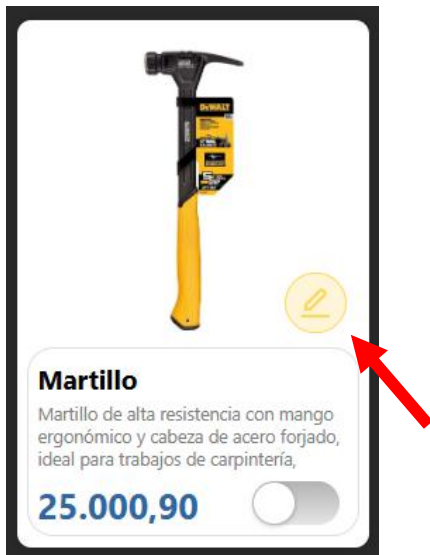 DEWALT
Martillo
Martillo de alta resistencia con mango
ergonómico y cabeza de acero forjado,
ideal para trabajos de carpintería,
25.000,90